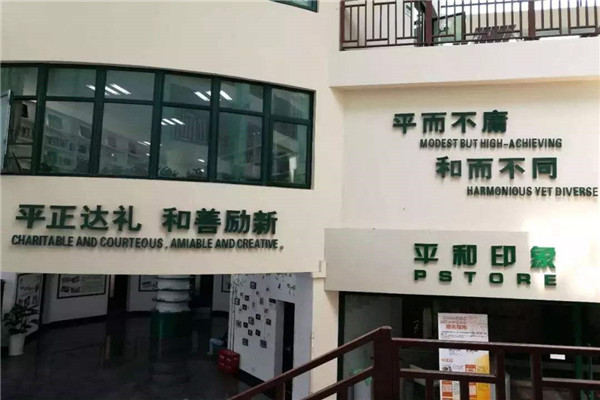 平正达礼 和善励新
CHARITABLE AND COURTEOUS , AMIABLE AND CREATIVE ,
平而不庸
MODEST BUT HIGH-ACHIEVING
和而不同
HARMONIOUS YET DIVERSE
平和印象
PSTORE